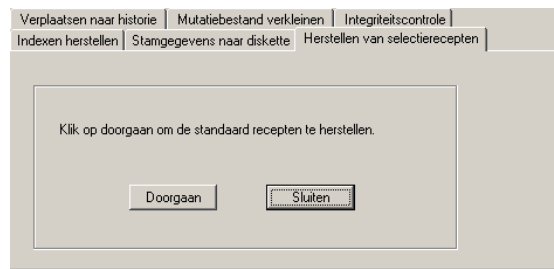 Verplaatsen naar historie Mutatiebestand verkleinen Integriteitscontrole
Indexen herstellen Stamgegevens naar diskette Herstellen van selectierecepten
Klik op doorgaan om de standaard recepten te herstellen.
Doorgaan Sluiten